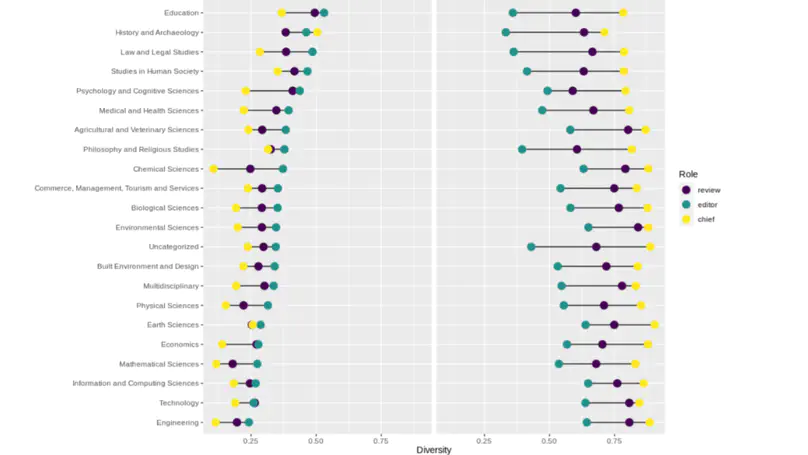 Education
History and Archaeology
Law and Legal Studies
Studies in Human Society
Psychology and Cognitive Sciences
Medical and Health Sciences
Agricultural and Veterinary Sciences
Philosophy and Religious Studies
Chemical Sciences
Commerce, Management, Tourism and Services
Biological Sciences
Environmental Sciences
Uncategorized
Built Environment and Design
Multidisciplinary
Physical Sciences
Earth Sciences
Economics
Mathematical Sciences
Information and Computing Sciences
Technology
Engineering
0.25 0.50 0.75 0.25 0.50 0.75
Diversity
Role
review
editor
chief